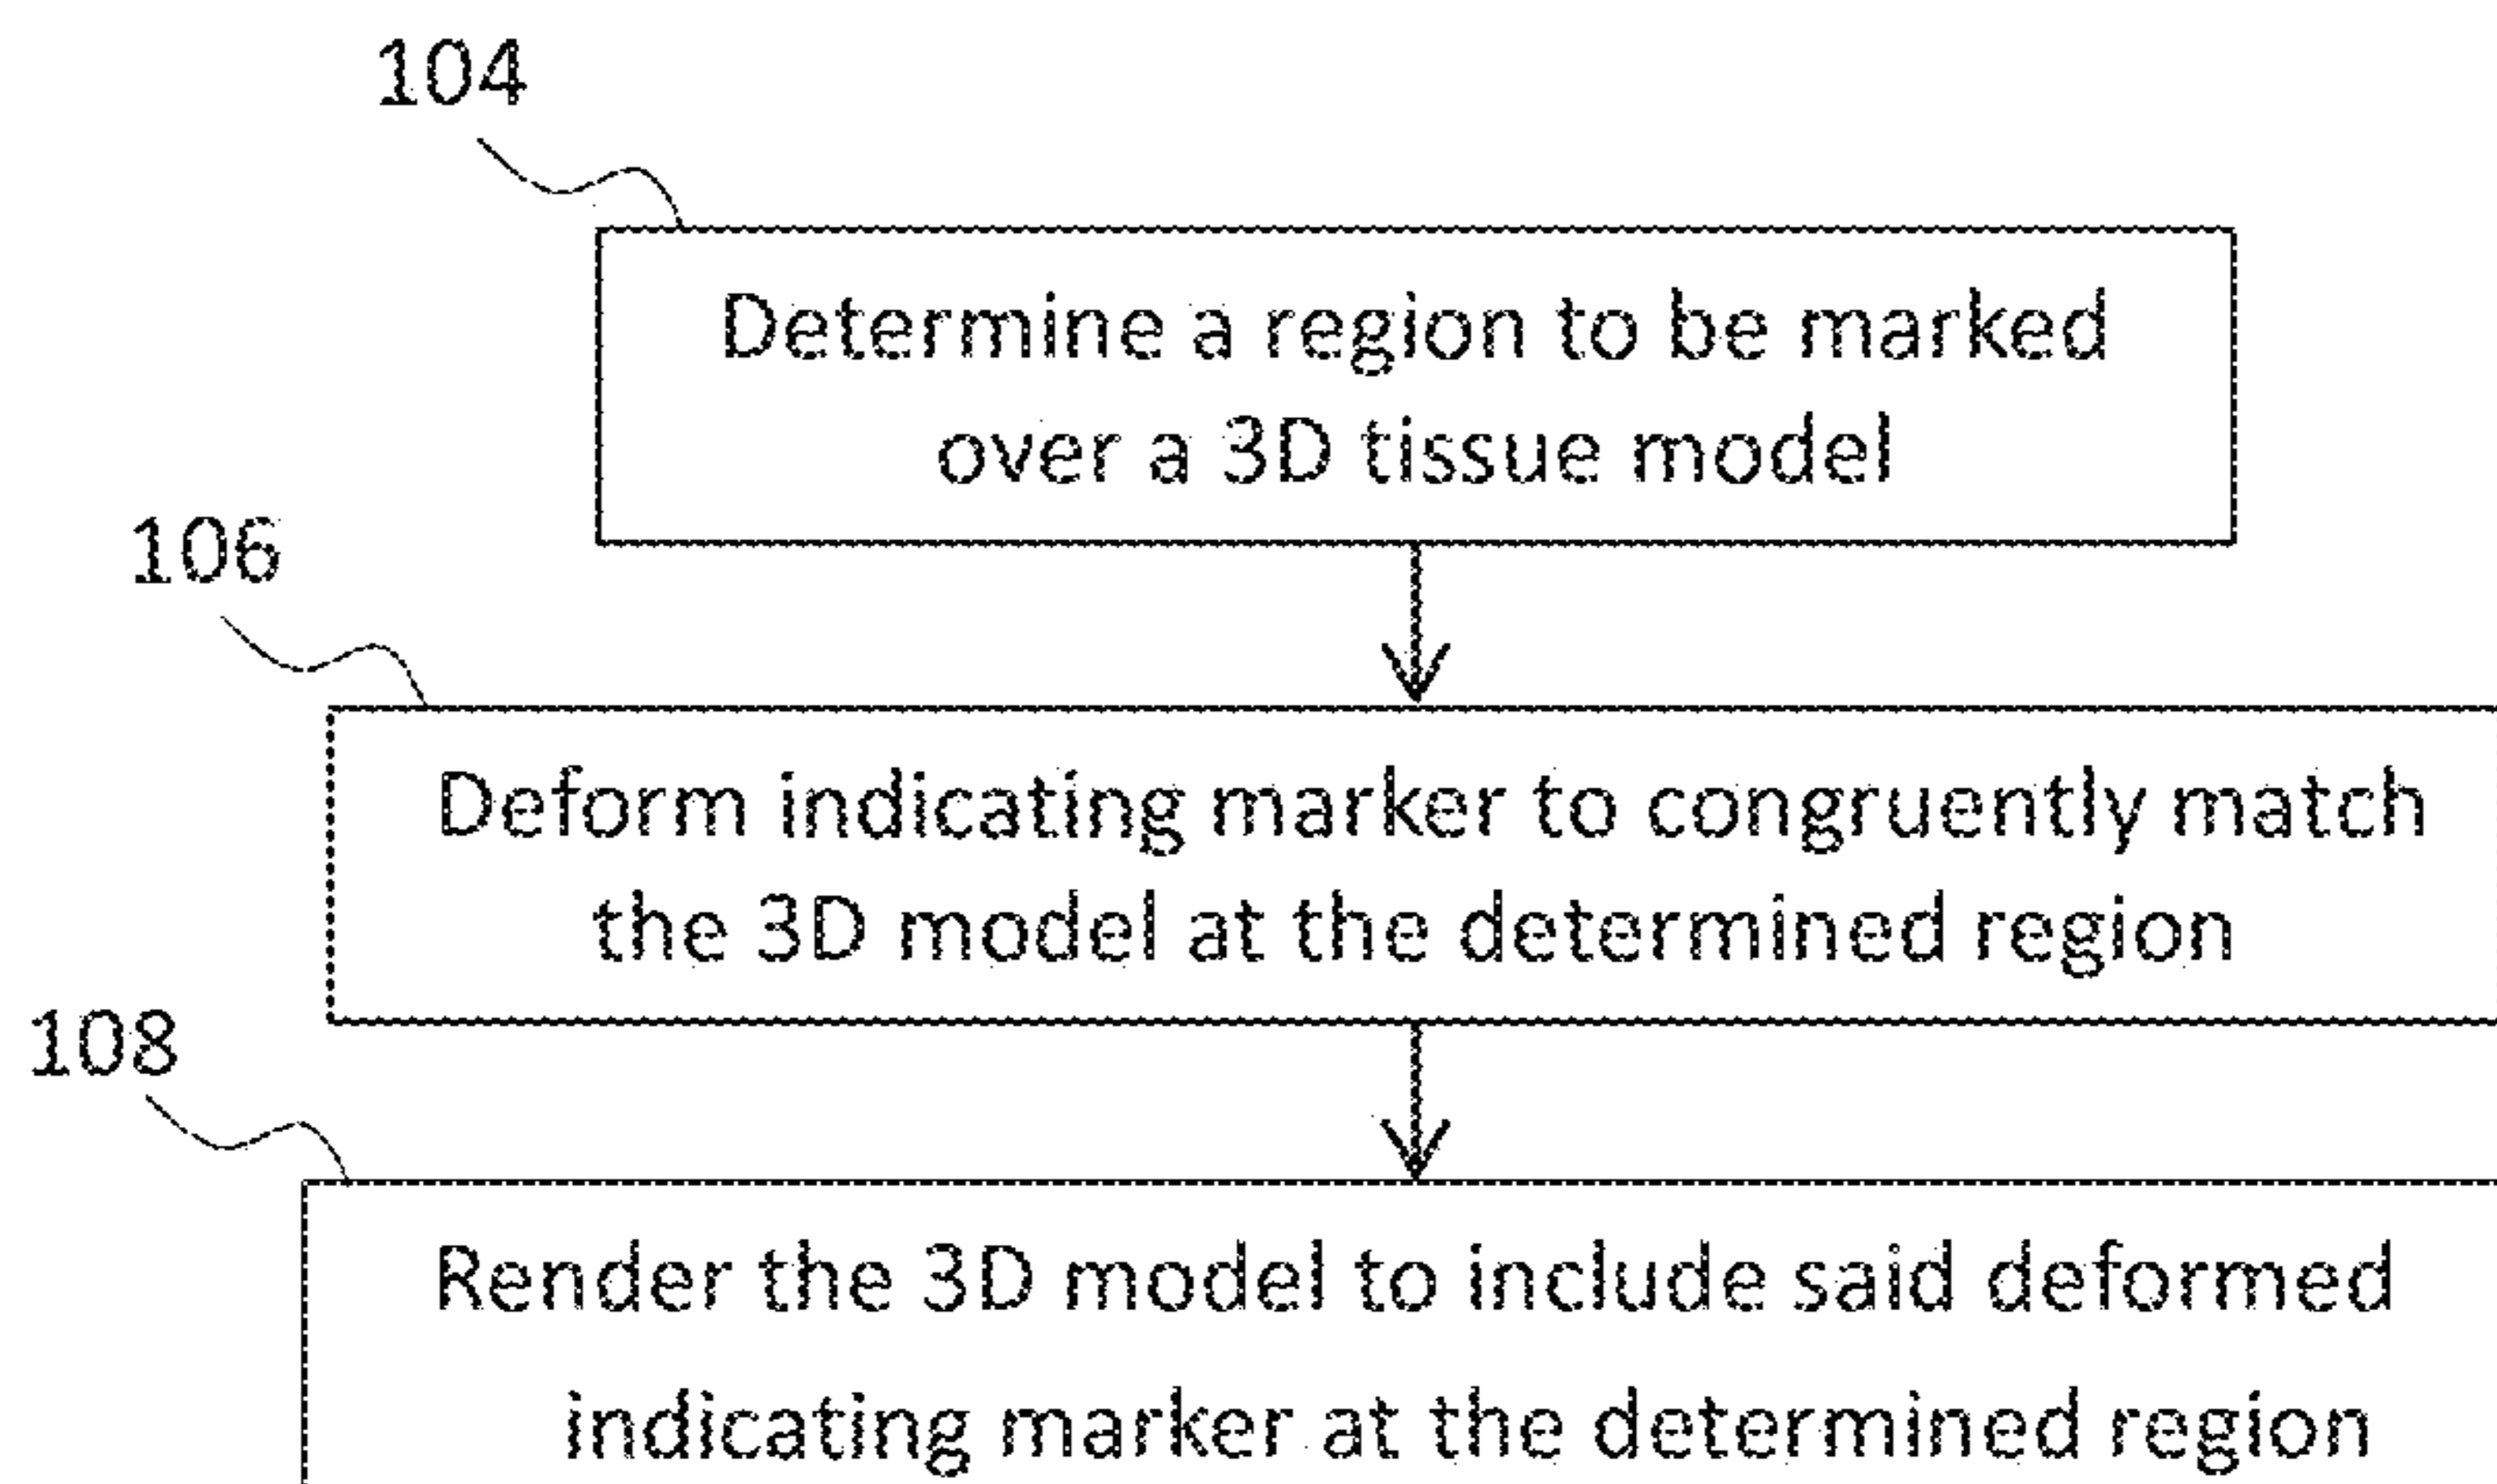 104
Determine a region to be marked
over a 3D tissue model
106
Deform indicating marker to congruently match
the 3D model at the determined region
108
Render the 3D model to include said deformed
indicating marker at the determined region